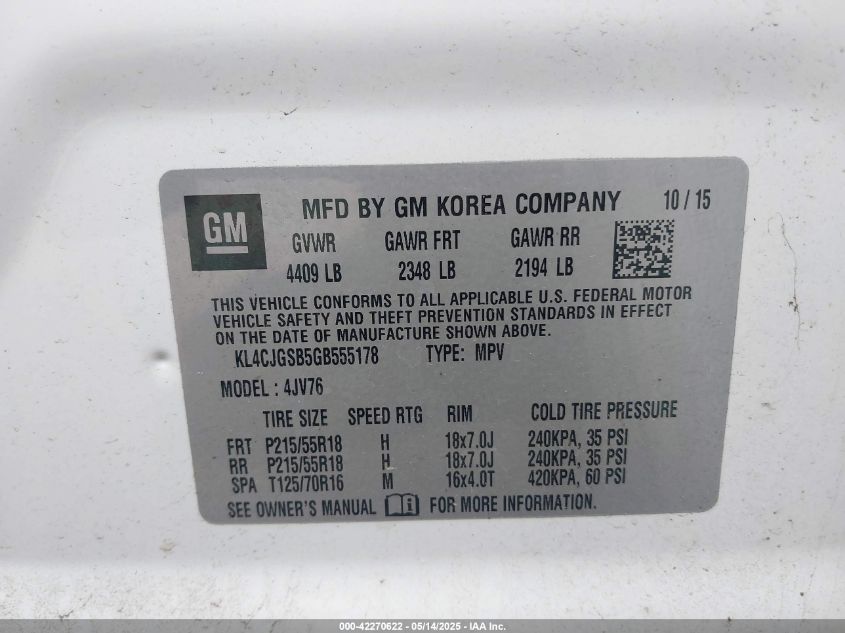 GM
MFD BY GM KOREA COMPANY 10 / 15
GVWR GAWR FRT GAWR RR
4409 LB 2348 LB 2194 LB
THIS VEHICLE CONFORMS TO ALL APPLICABLE U.S. FEDERAL MOTOR
VEHICLE SAFETY AND THEFT PREVENTION STANDARDS IN EFFECT
ON THE DATE OF MANUFACTURE SHOWN ABOVE.
KL4CJGSB5GB555178 TYPE: MPV
MODEL : 4JV76
TIRE SIZE SPEED RTG RIM COLD TIRE PRESSURE
FRT P215/55R18 H 18x7.0J 240KPA, 35 PSI
RR P215/55R18 H 18x7.0J 240KPA, 35 PSI
SPA T125/70R16 M 16x4.0T 420KPA, 60 PSI
SEE OWNER'S MANUAL i FOR MORE INFORMATION.
000-42270622 - 05/14/2025 - IAA Inc.